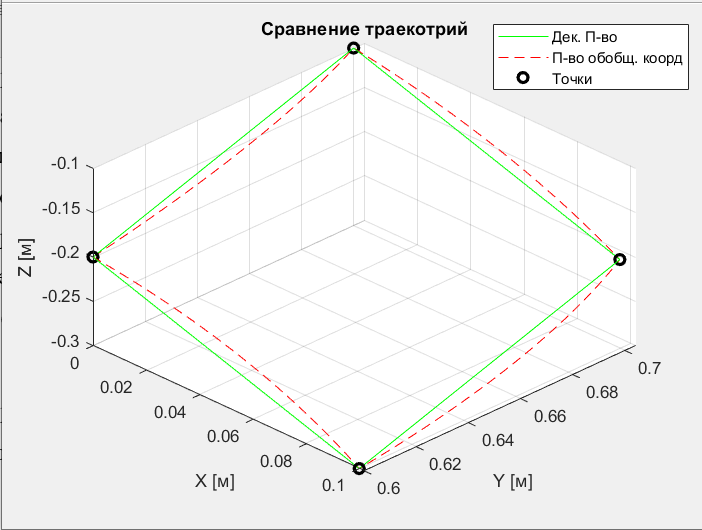 Сравнение траекотрий
Дек. П-во
П-во обобщ. коорд
Точки
-0.1
-0.15
-0.2
-0.25
-0.3
Z [м]
0
0.02
0.04
0.06
0.08
0.1
X [м]
0.6
0.62
0.64
0.66
0.68
0.7
Y [м]